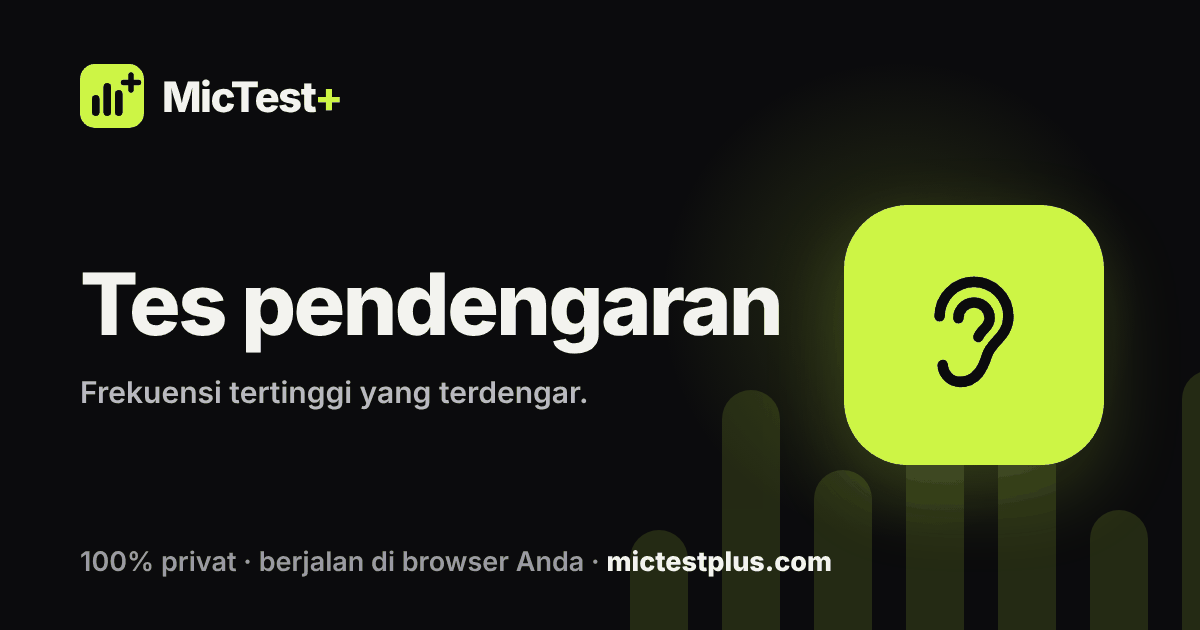 MicTest+
Tes pendengaran
Frekuensi tertinggi yang terdengar.
100% privat · berjalan di browser Anda · mictestplus.com